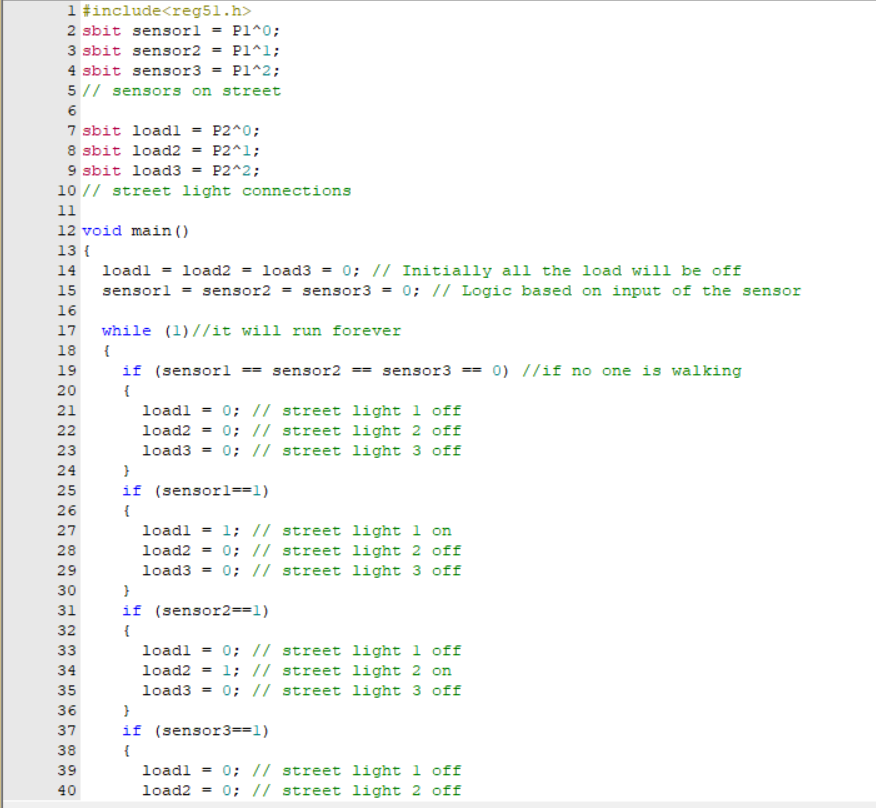 1 #include<reg51.h>
2 sbit sensor1 = P1^0;
3 sbit sensor2 = P1^1;
4 sbit sensor3 = P1^2;
5 // sensors on street
6
7 sbit load1 = P2^0;
8 sbit load2 = P2^1;
9 sbit load3 = P2^2;
10 // street light connections
11
12 void main()
13 {
14   load1 = load2 = load3 = 0; // Initially all the load will be off
15   sensor1 = sensor2 = sensor3 = 0; // Logic based on input of the sensor
16
17   while (1)//it will run forever
18   {
19     if (sensor1 == sensor2 == sensor3 == 0) //if no one is walking
20     {
21       load1 = 0; // street light 1 off
22       load2 = 0; // street light 2 off
23       load3 = 0; // street light 3 off
24     }
25     if (sensor1==1)
26     {
27       load1 = 1; // street light 1 on
28       load2 = 0; // street light 2 off
29       load3 = 0; // street light 3 off
30     }
31     if (sensor2==1)
32     {
33       load1 = 0; // street light 1 off
34       load2 = 1; // street light 2 on
35       load3 = 0; // street light 3 off
36     }
37     if (sensor3==1)
38     {
39       load1 = 0; // street light 1 off
40       load2 = 0; // street light 2 off